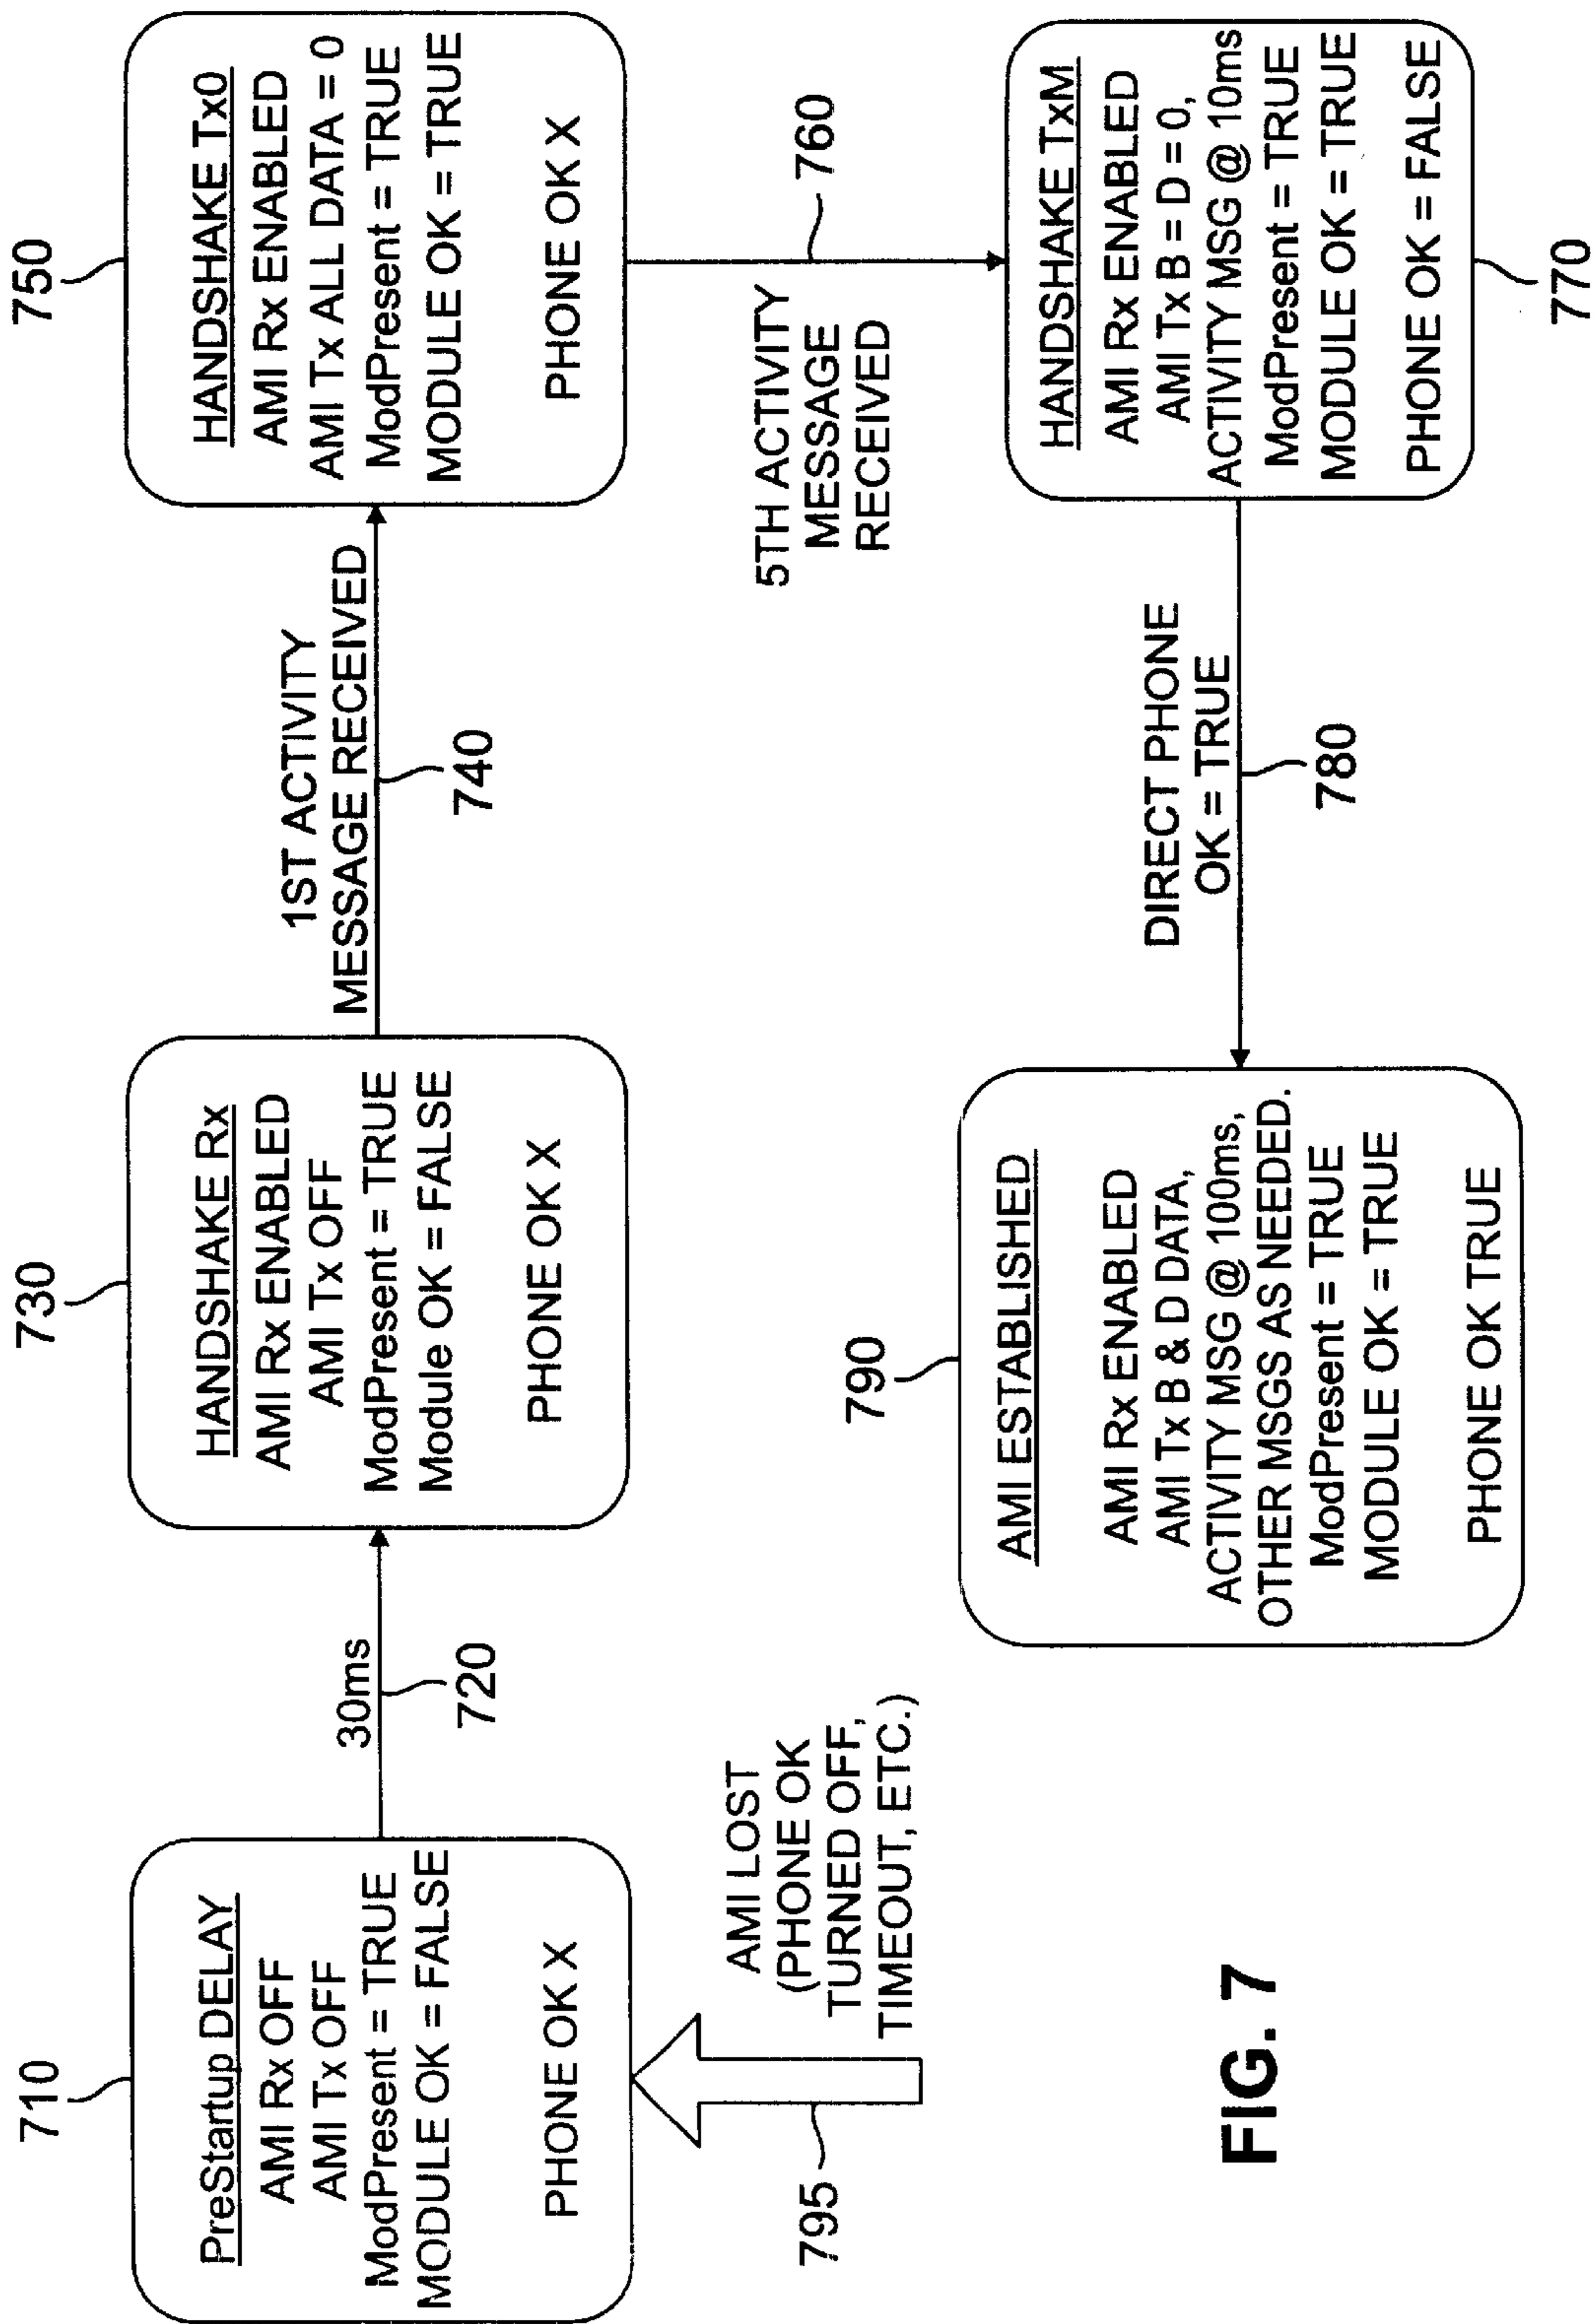 710
PreStartup DELAY
AMI Rx OFF
AMI Tx OFF
ModPresent = TRUE
MODULE OK = FALSE
PHONE OK X
30ms
720
730
HANDSHAKE Rx
AMI Rx ENABLED
AMI Tx OFF
ModPresent = TRUE
Module OK = FALSE
PHONE OK X
1ST ACTIVITY
MESSAGE RECEIVED
740
750
HANDSHAKE Tx0
AMI Rx ENABLED
AMI Tx ALL DATA = 0
ModPresent = TRUE
MODULE OK = TRUE
PHONE OK X
5TH ACTIVITY
MESSAGE
RECEIVED
760
HANDSHAKE TxM
AMI Rx ENABLED
AMI Tx B = D = 0,
ACTIVITY MSG @ 10ms
ModPresent = TRUE
MODULE OK = TRUE
PHONE OK = FALSE
770
DIRECT PHONE
OK = TRUE
780
790
AMI ESTABLISHED
AMI Rx ENABLED
AMI Tx B & D DATA,
ACTIVITY MSG @ 100ms,
OTHER MSGS AS NEEDED.
ModPresent = TRUE
MODULE OK = TRUE
PHONE OK TRUE
AMI LOST
(PHONE OK
TURNED OFF,
TIMEOUT, ETC.)
795
FIG. 7